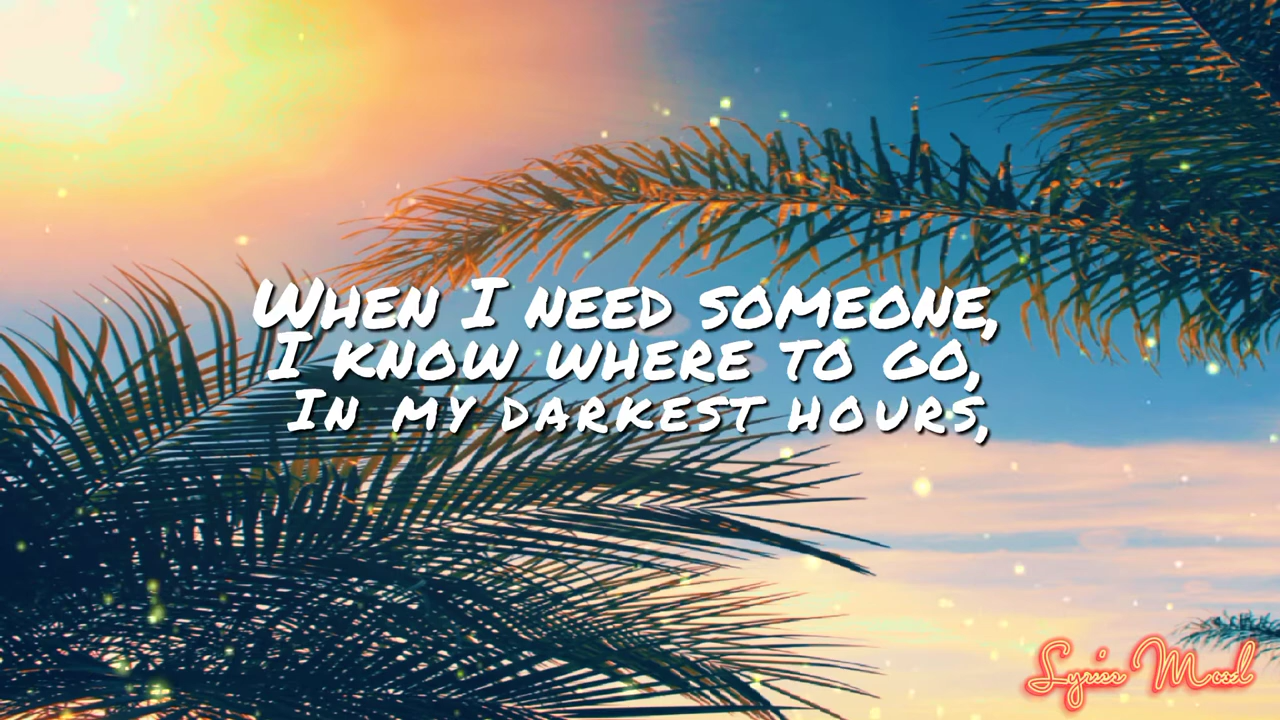 When I need someone,
I know where to go,
In my darkest hours,
Lyrics Mood